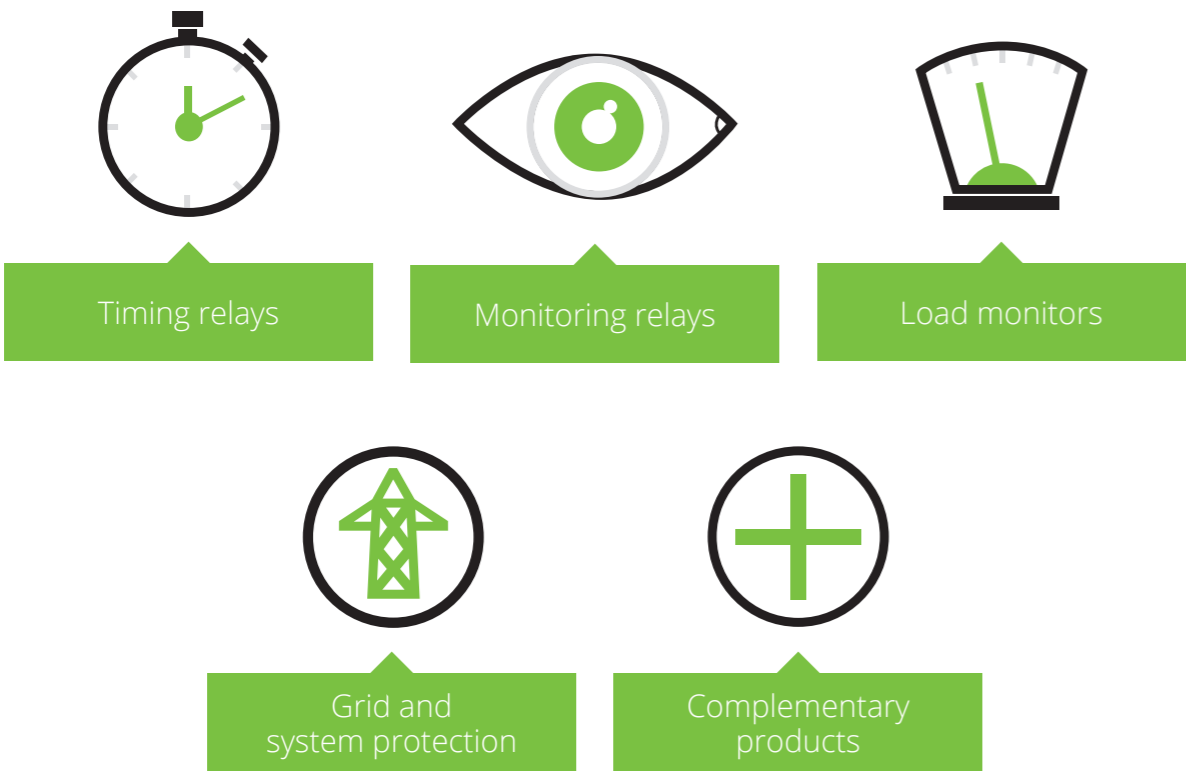 Timing relays
Monitoring relays
Load monitors
Grid and
system protection
Complementary
products